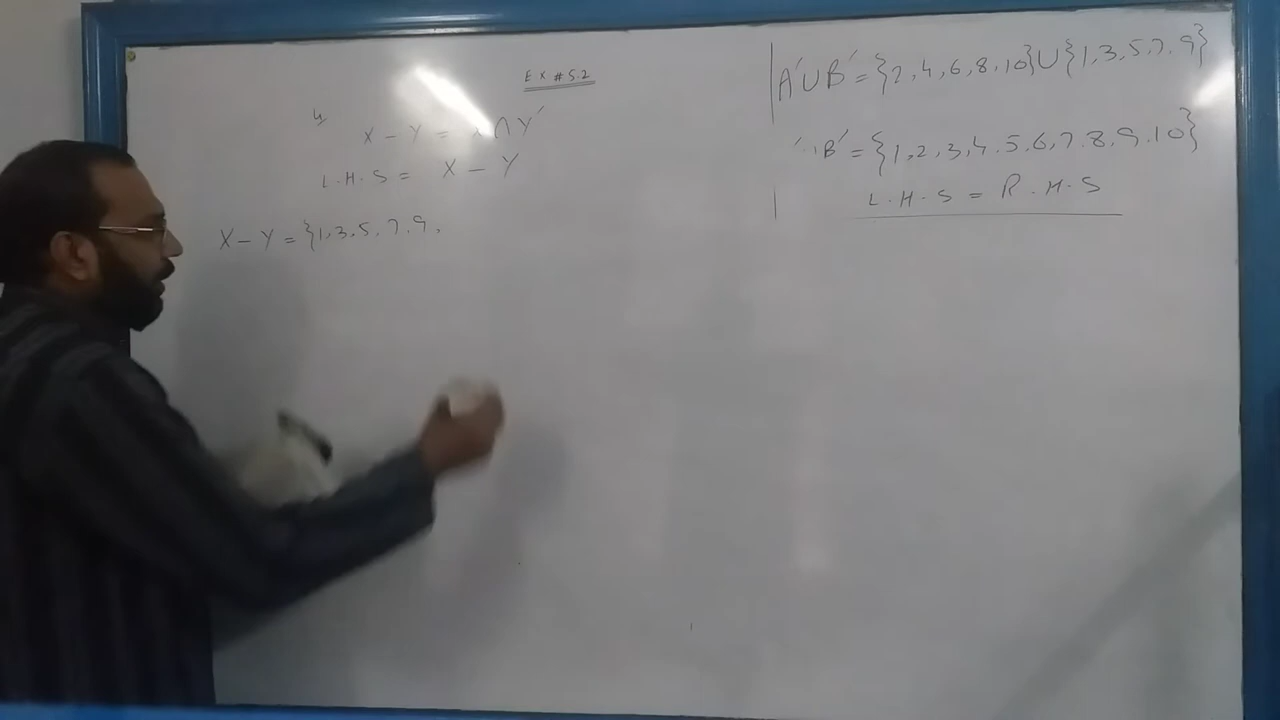 Ex # 5.2
4
X - Y = X ∩ Y'
L.H.S = X - Y
X - Y = {1,3,5,7,9,
A'∪B' = {2,4,6,8,10}∪{1,3,5,7,9}
B' = {1,2,3,4,5,6,7,8,9,10}
L.H.S = R.H.S